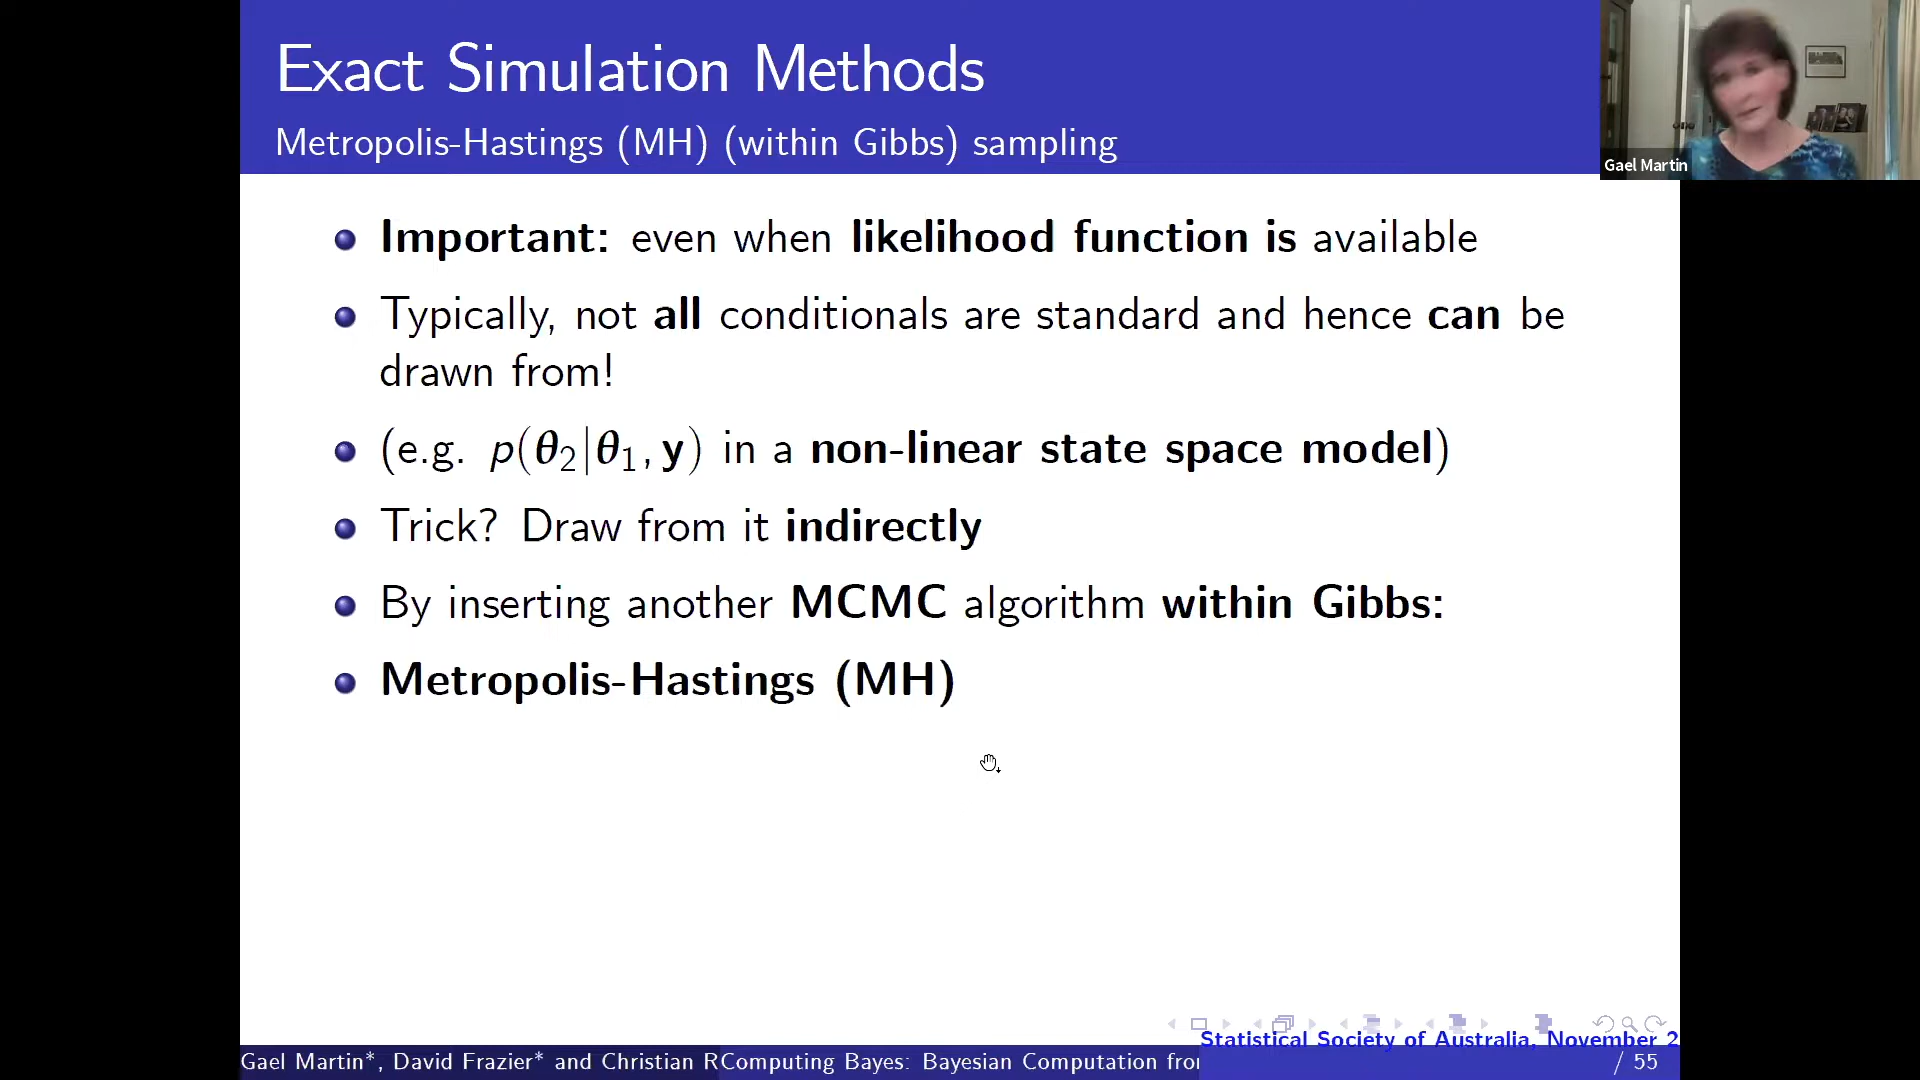 Exact Simulation Methods
Metropolis-Hastings (MH) (within Gibbs) sampling
Gael Martin
Important: even when likelihood function is available
Typically, not all conditionals are standard and hence can be
drawn from!
(e.g. p(θ₂|θ₁, y) in a non-linear state space model)
Trick? Draw from it indirectly
By inserting another MCMC algorithm within Gibbs:
Metropolis-Hastings (MH)
Statistical Society of Australia, November 2
Gael Martin*, David Frazier* and Christian R
Computing Bayes: Bayesian Computation fro
/ 55